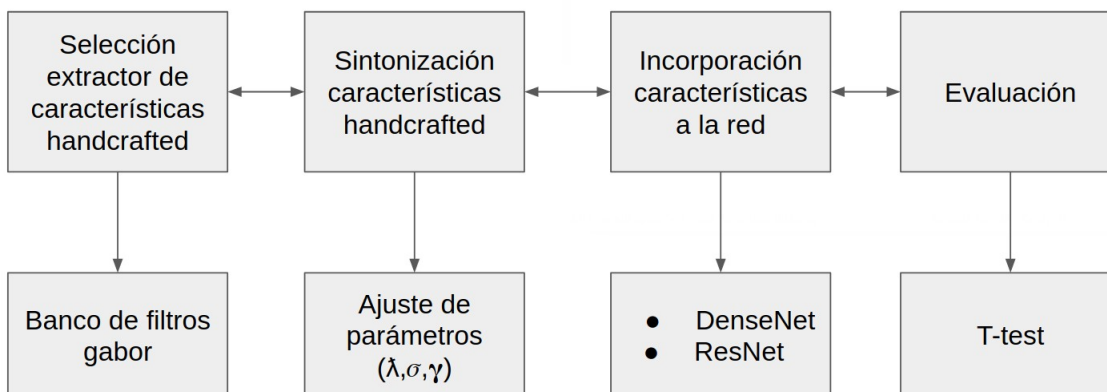 Selección
extractor de
características
handcrafted
Sintonización
características
handcrafted
Incorporación
características
a la red
Evaluación
Banco de filtros
gabor
Ajuste de
parámetros
(ƛ,σ,γ)
● DenseNet
● ResNet
T-test